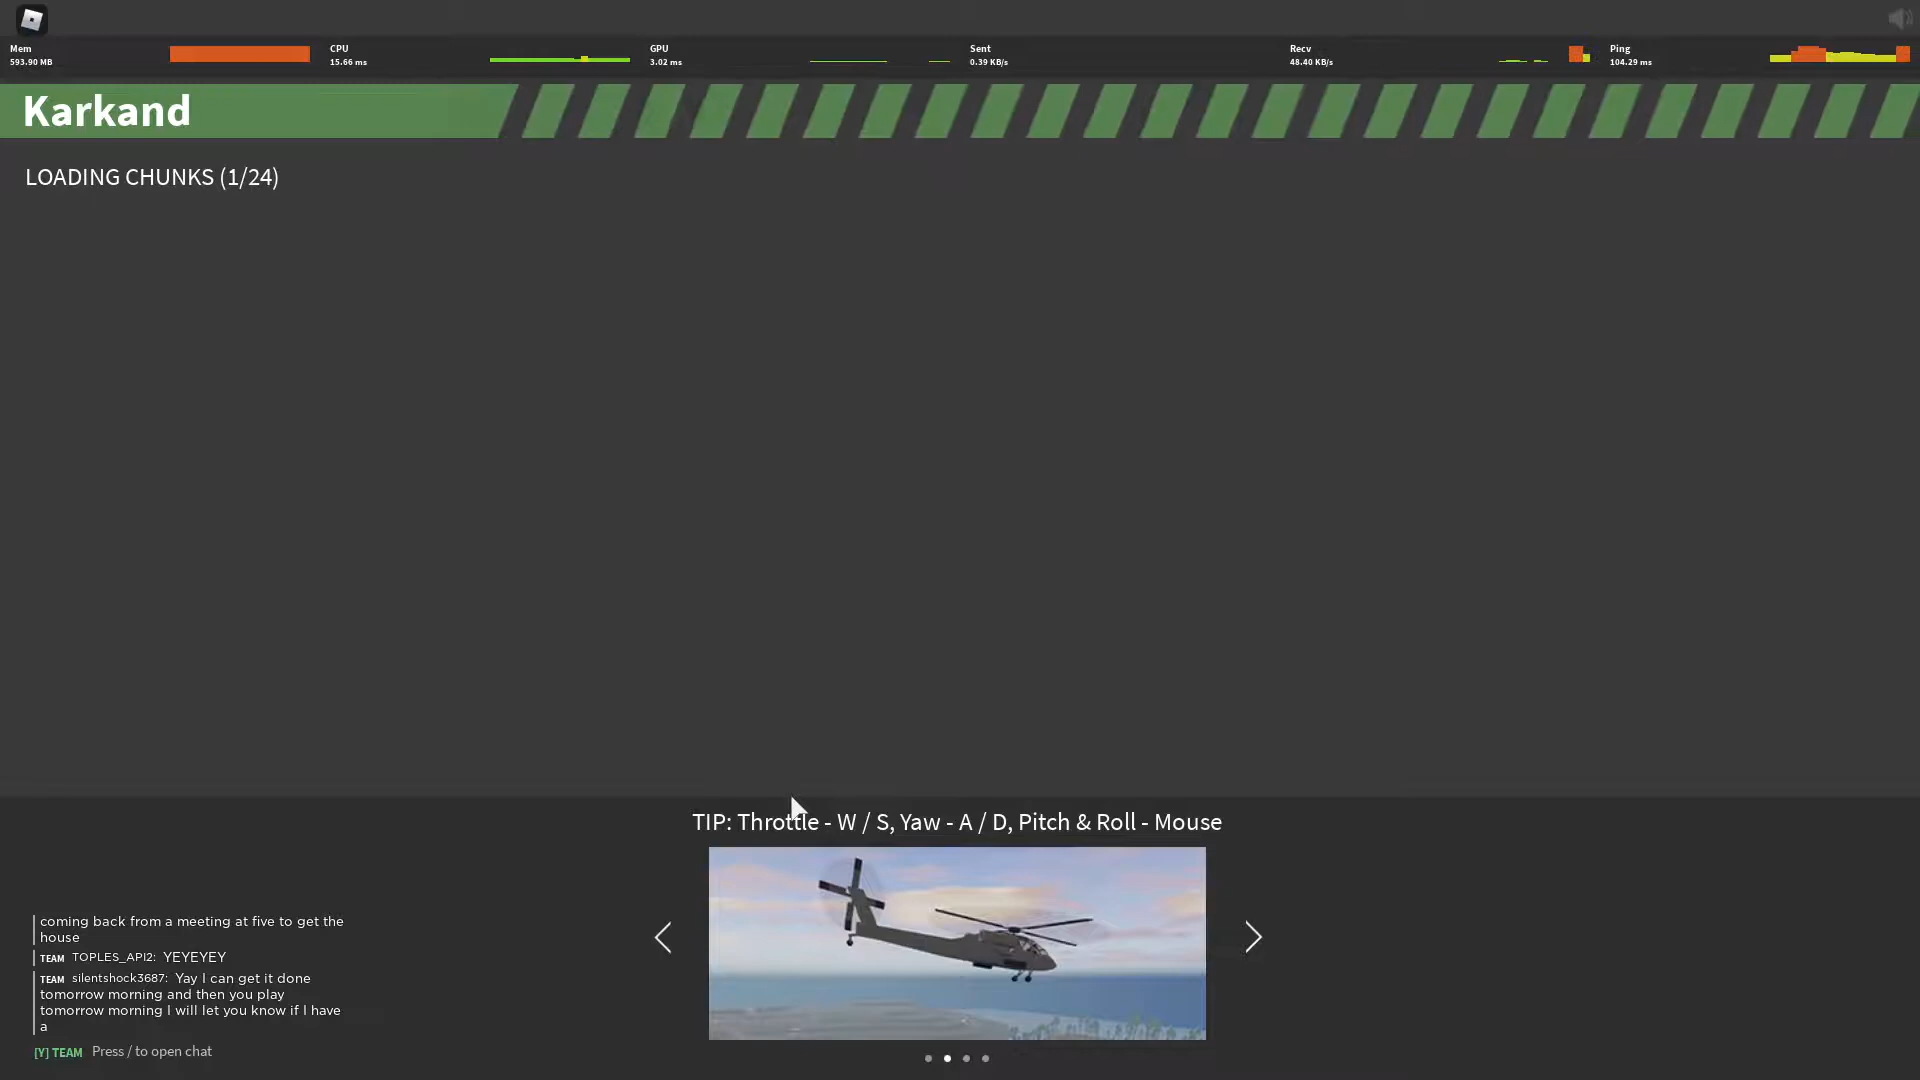 Mem
593.90 MB
CPU
15.66 ms
GPU
3.02 ms
Sent
0.39 KB/s
Recv
48.40 KB/s
Ping
104.29 ms
Karkand
LOADING CHUNKS (1/24)
TIP: Throttle - W / S, Yaw - A / D, Pitch & Roll - Mouse
coming back from a meeting at five to get the
house
TEAM TOPLES_API2: YEYEYEY
TEAM silentshock3687: Yay I can get it done
tomorrow morning and then you play
tomorrow morning I will let you know if I have
a
[Y] TEAM Press / to open chat